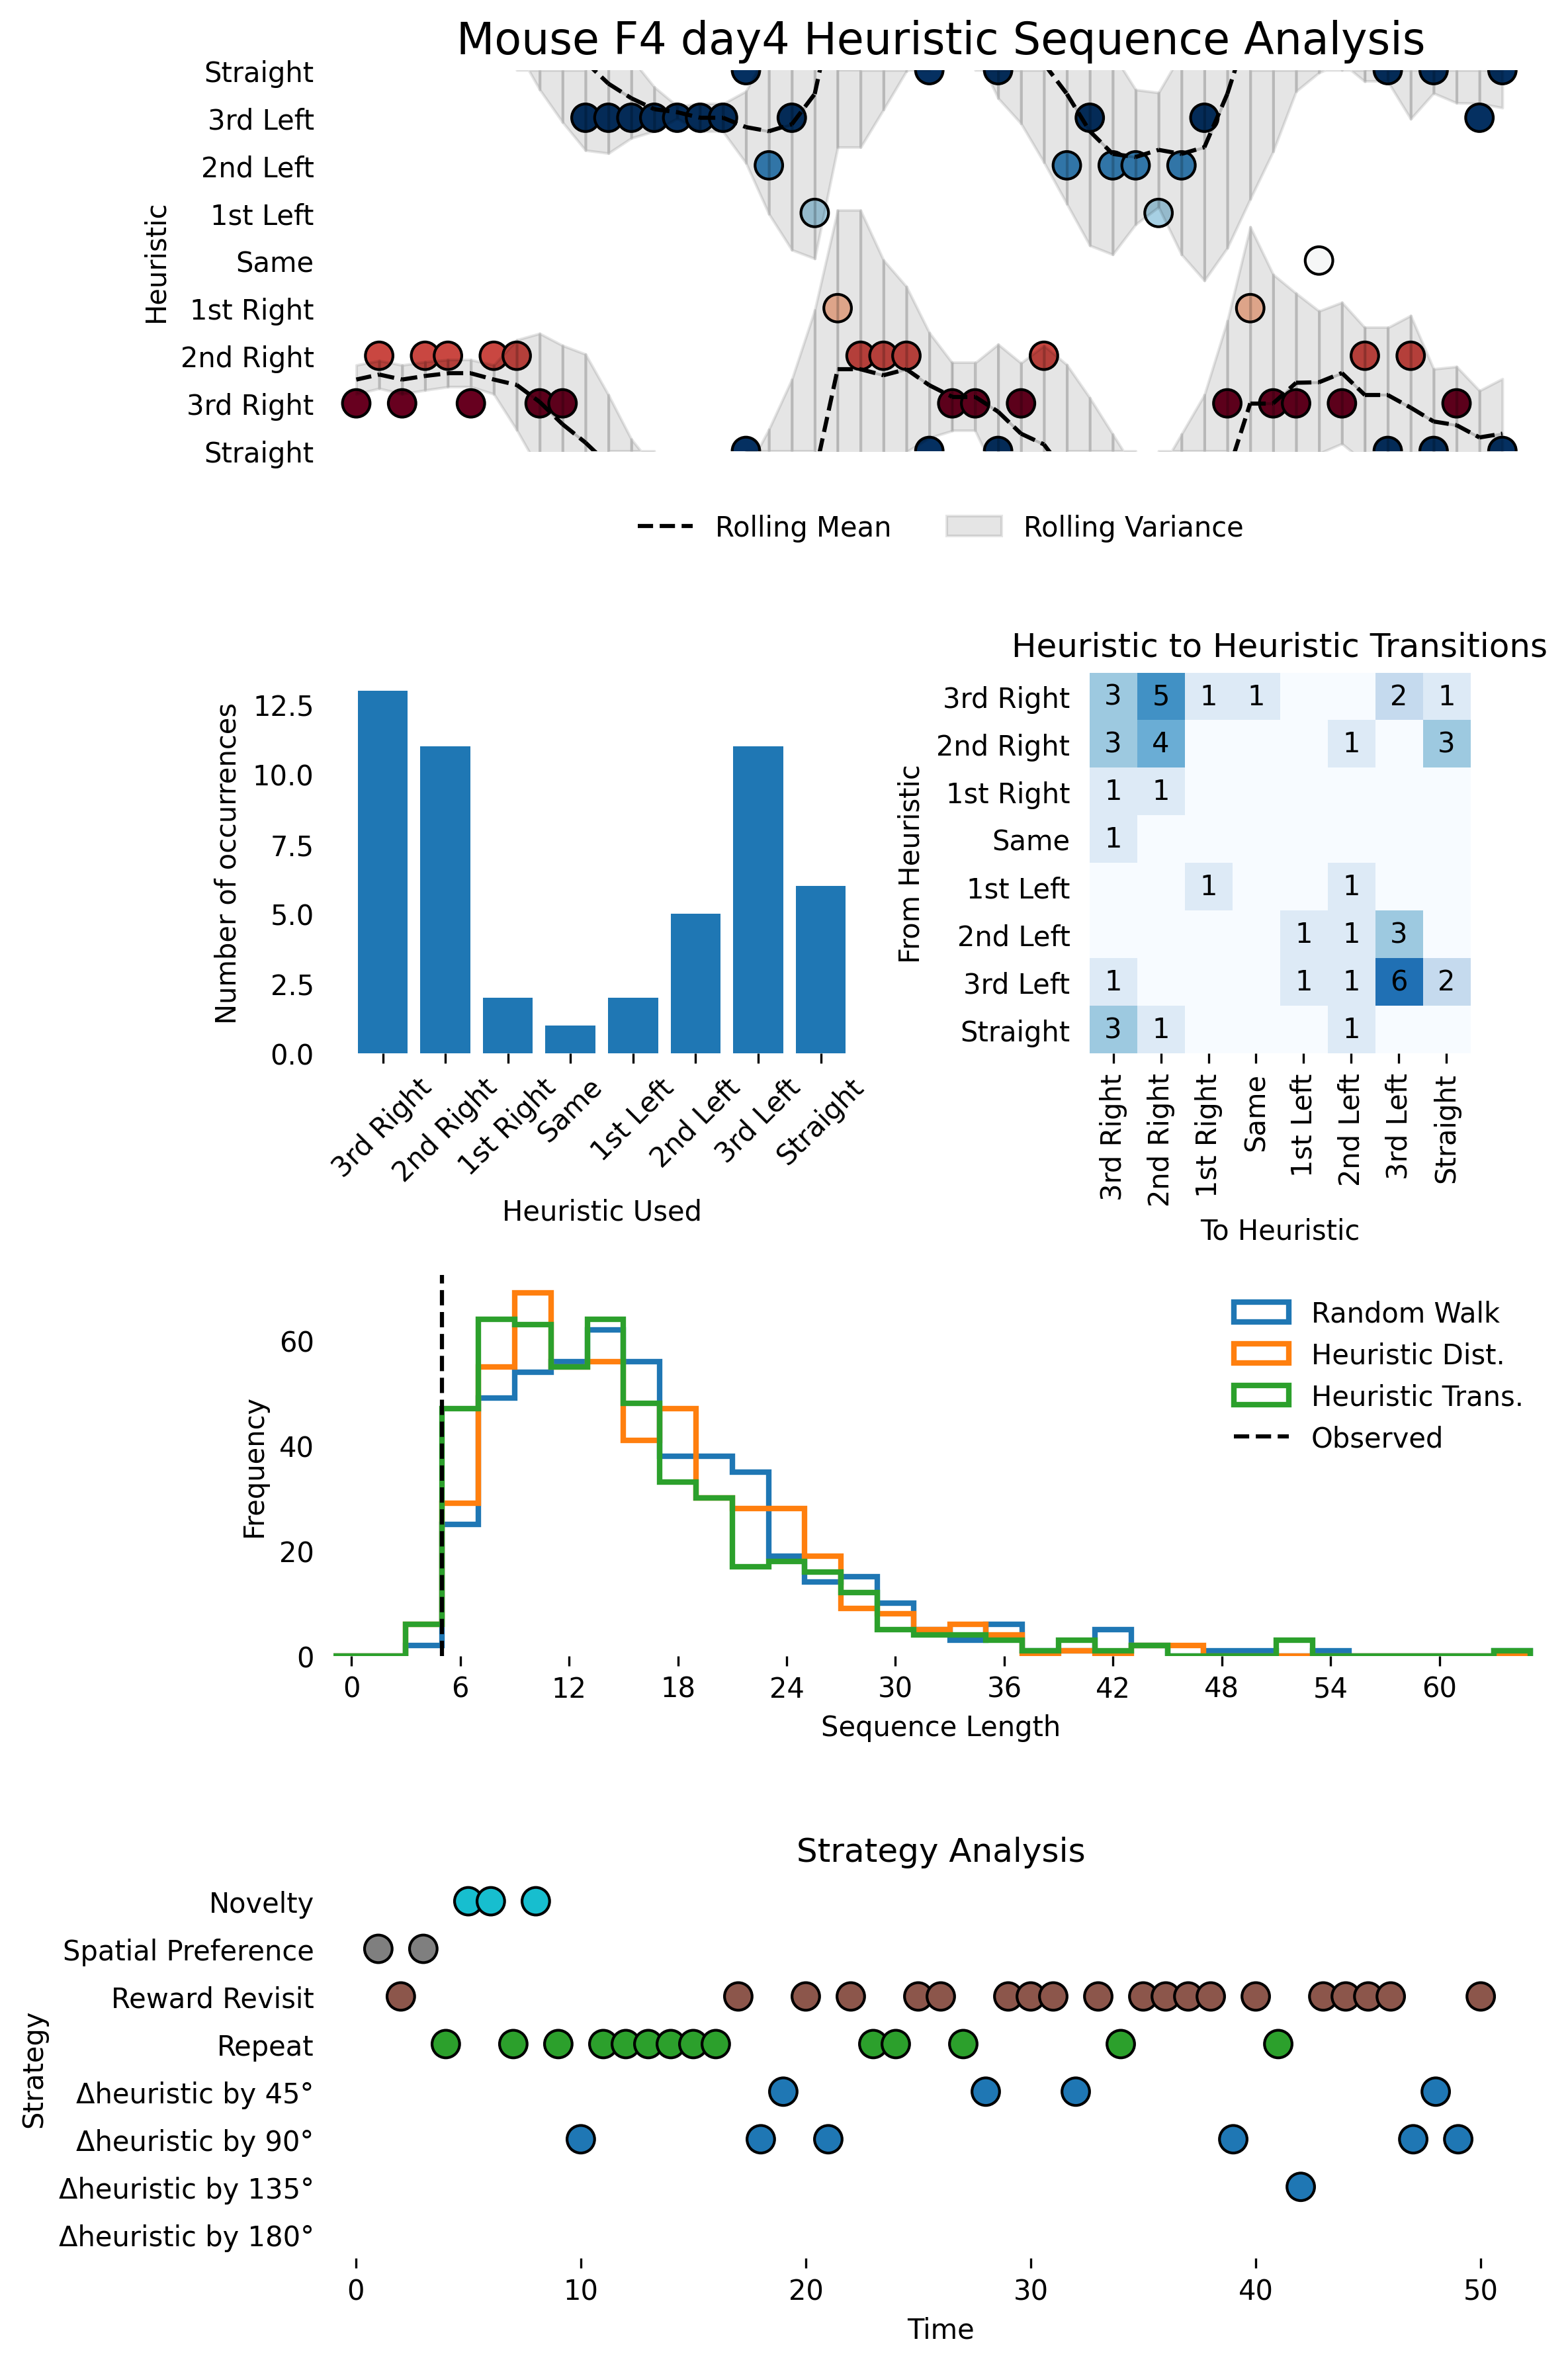 Mouse F4 day4 Heuristic Sequence Analysis
Heuristic
Straight
3rd Left
2nd Left
1st Left
Same
1st Right
2nd Right
3rd Right
Straight
Rolling Mean
Rolling Variance
Number of occurrences
12.5
10.0
7.5
5.0
2.5
0.0
3rd Right
2nd Right
1st Right
Same
1st Left
2nd Left
3rd Left
Straight
Heuristic Used
Heuristic to Heuristic Transitions
From Heuristic
3rd Right 3 5 1 1 2 1
2nd Right 3 4 1 3
1st Right 1 1
Same 1
1st Left 1 1
2nd Left 1 1 3
3rd Left 1 1 1 6 2
Straight 3 1 1
3rd Right
2nd Right
1st Right
Same
1st Left
2nd Left
3rd Left
Straight
To Heuristic
Frequency
60
40
20
0
0 6 12 18 24 30 36 42 48 54 60
Sequence Length
Random Walk
Heuristic Dist.
Heuristic Trans.
Observed
Strategy Analysis
Strategy
Novelty
Spatial Preference
Reward Revisit
Repeat
Δheuristic by 45°
Δheuristic by 90°
Δheuristic by 135°
Δheuristic by 180°
0 10 20 30 40 50
Time